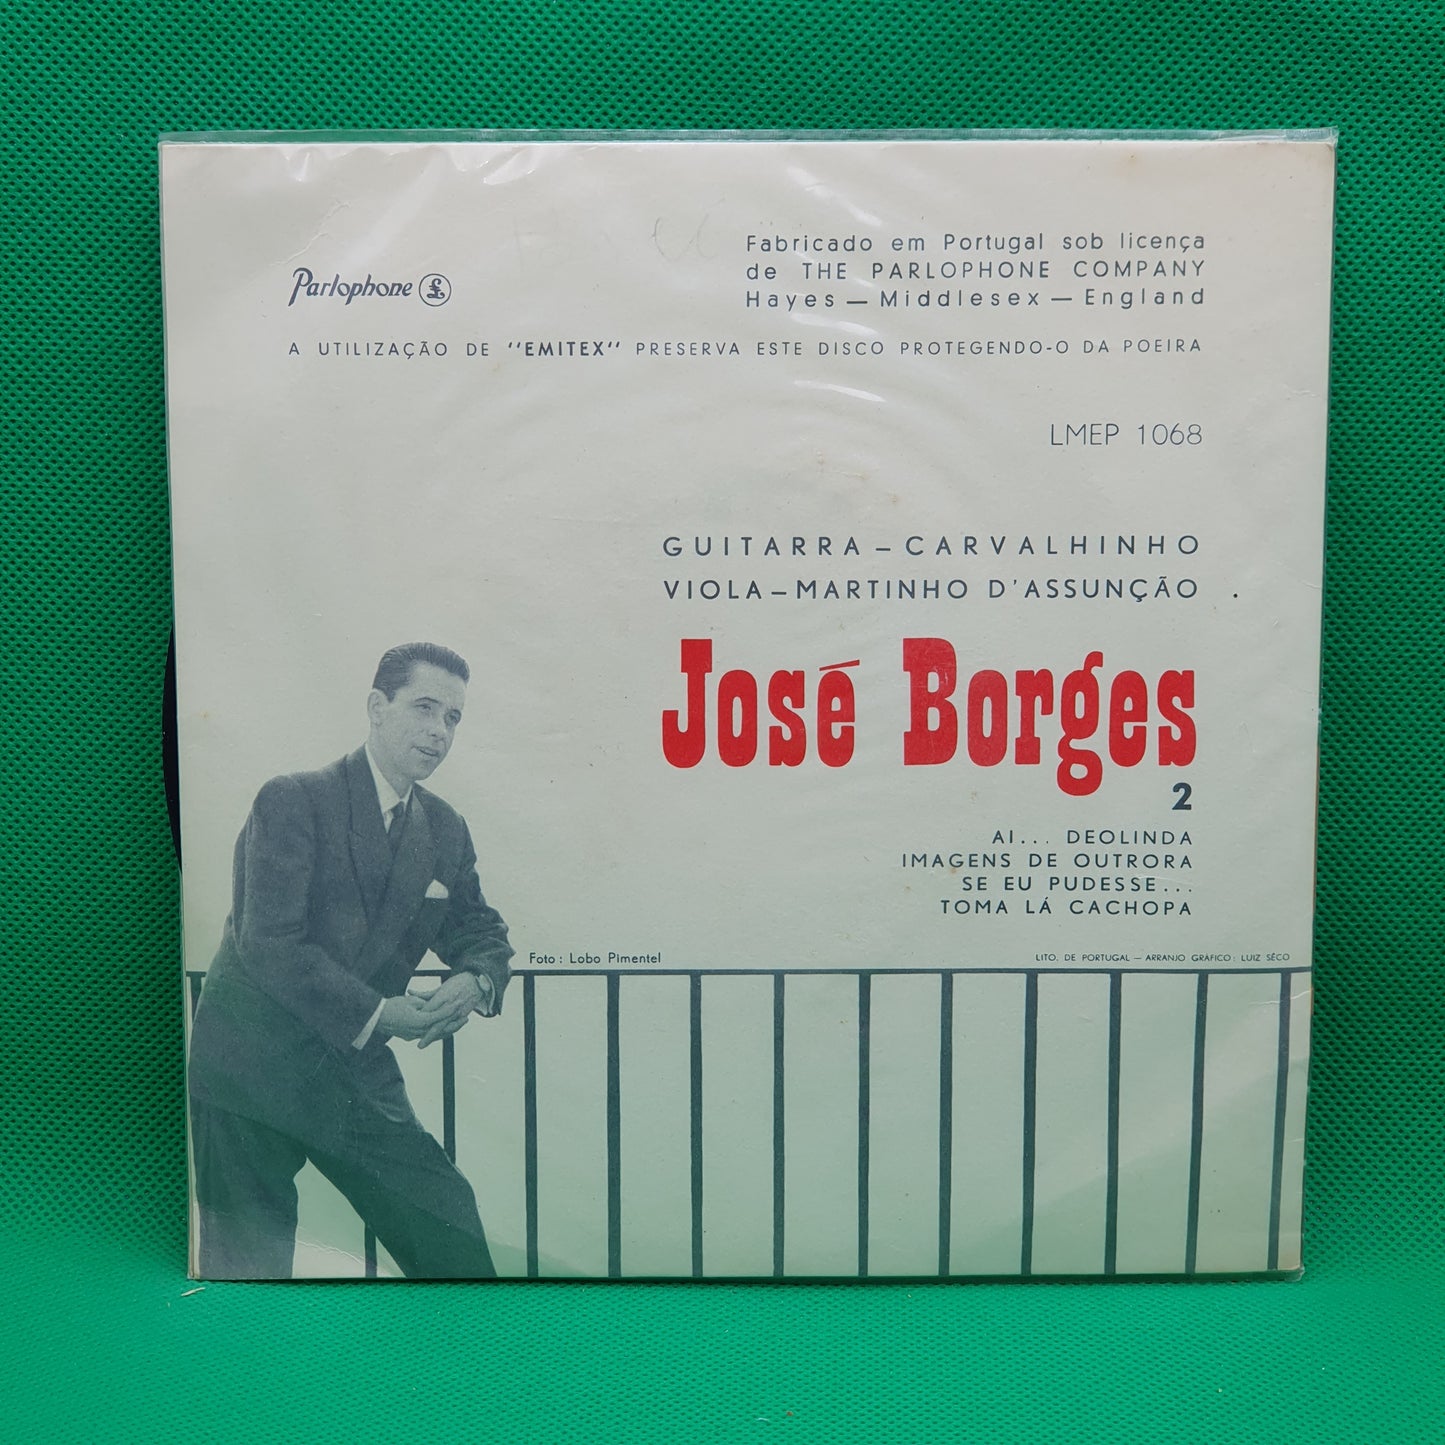 Fabricado em Portugal sob licença
de THE PARLOPHONE COMPANY
Hayes — Middlesex — England
Parlophone £
A UTILIZAÇÃO DE "EMITEX" PRESERVA ESTE DISCO PROTEGENDO-O DA POEIRA
LMEP 1068
GUITARRA – CARVALHINHO
VIOLA – MARTINHO D'ASSUNÇÃO .
José Borges
2
AI... DEOLINDA
IMAGENS DE OUTRORA
SE EU PUDESSE...
TOMA LÁ CACHOPA
Foto : Lobo Pimentel
LITO. DE PORTUGAL — ARRANJO GRÁFICO : LUIZ SÊCO